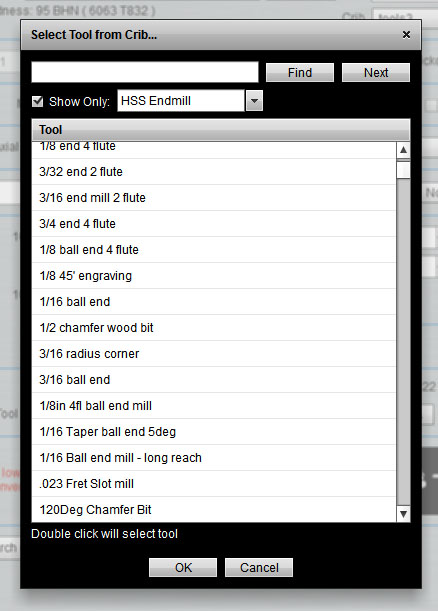 dness: 95 BHN ( 6063 T832 )
Crib
tools3
Select Tool from Crib...
Find
Next
Show Only:
HSS Endmill
Tool
1/8 end 4 flute
3/32 end 2 flute
3/16 end mill 2 flute
3/4 end 4 flute
1/8 ball end 4 flute
1/8 45' engraving
1/16 ball end
1/2 chamfer wood bit
3/16 radius corner
3/16 ball end
1/8in 4fl ball end mill
1/16 Taper ball end 5deg
1/16 Ball end mill - long reach
.023 Fret Slot mill
120Deg Chamfer Bit
Double click will select tool
OK
Cancel